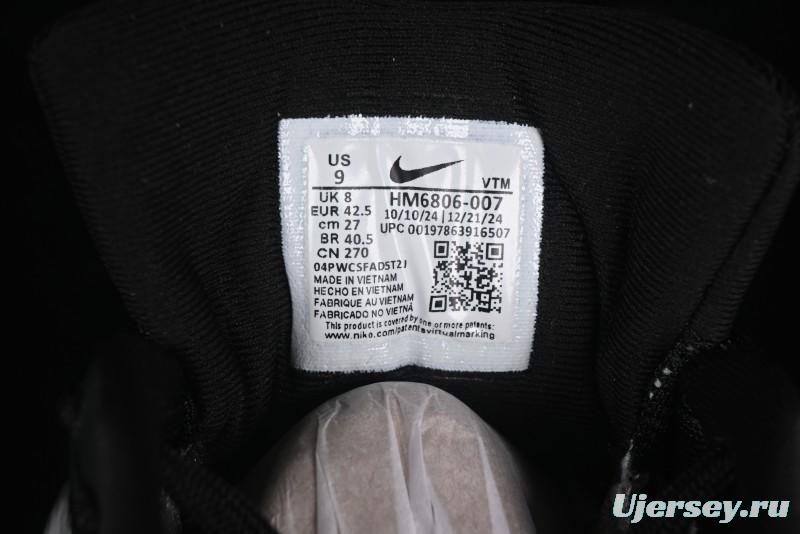 US
9
VTM
UK 8
EUR 42.5
cm 27
BR 40.5
CN 270
HM6806-007
10/10/24 | 12/21/24
UPC 00197863916507
04PWCSFAD5T2J
MADE IN VIETNAM
HECHO EN VIETNAM
FABRIQUE AU VIETNAM
FABRICADO NO VIETNÃ
This product is covered by one or more patents:
www.nike.com/patentsvirtualmarking
Ujersey.ru